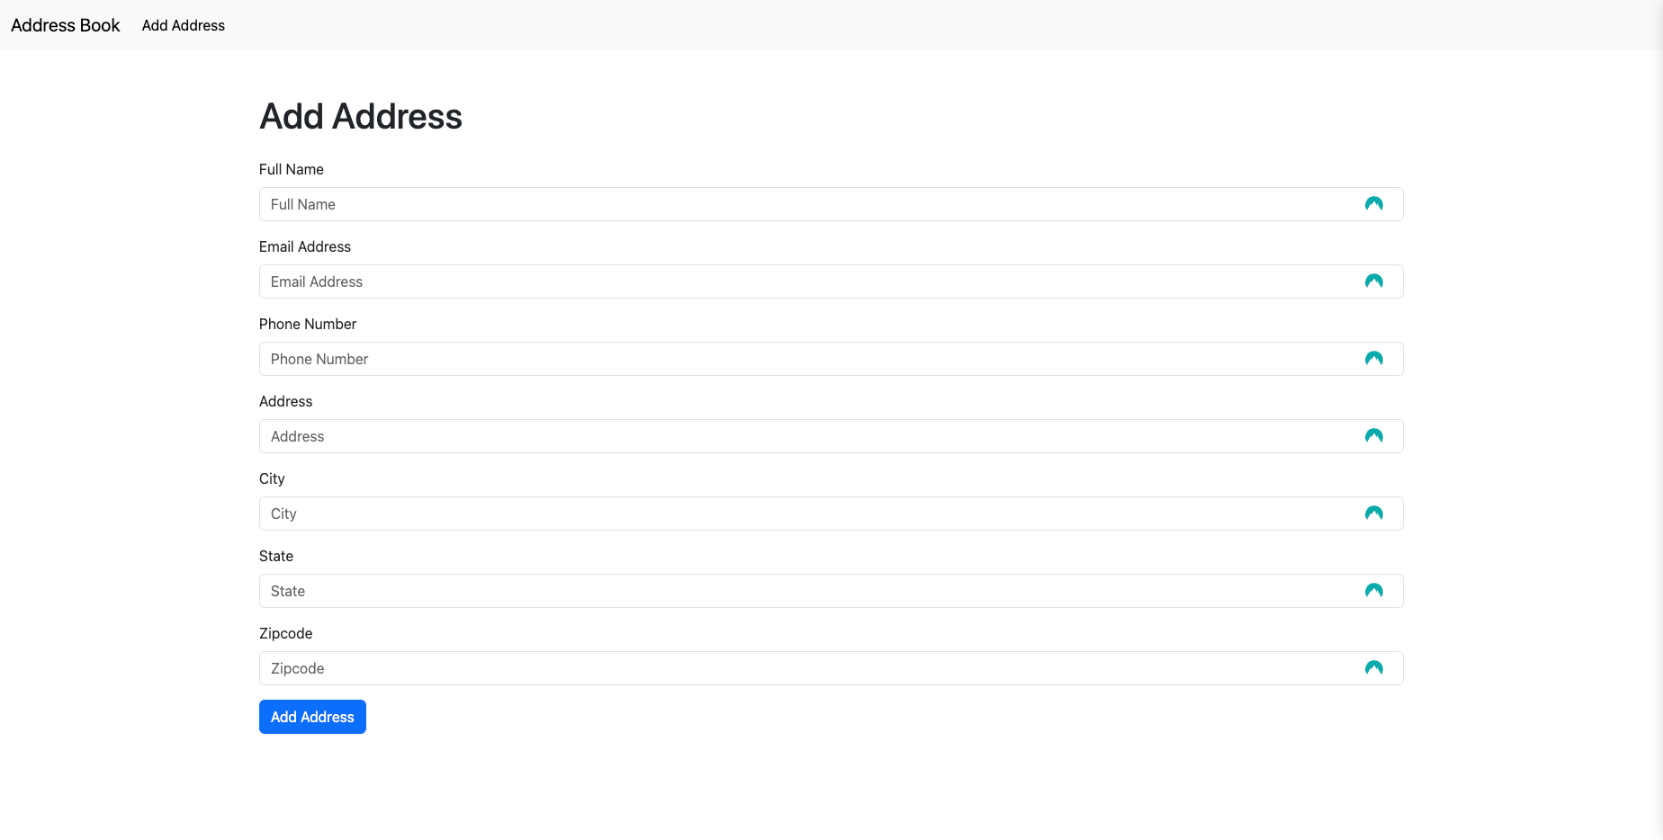 Address Book Add Address
Add Address
Full Name
Full Name
Email Address
Email Address
Phone Number
Phone Number
Address
Address
City
City
State
State
Zipcode
Zipcode
Add Address